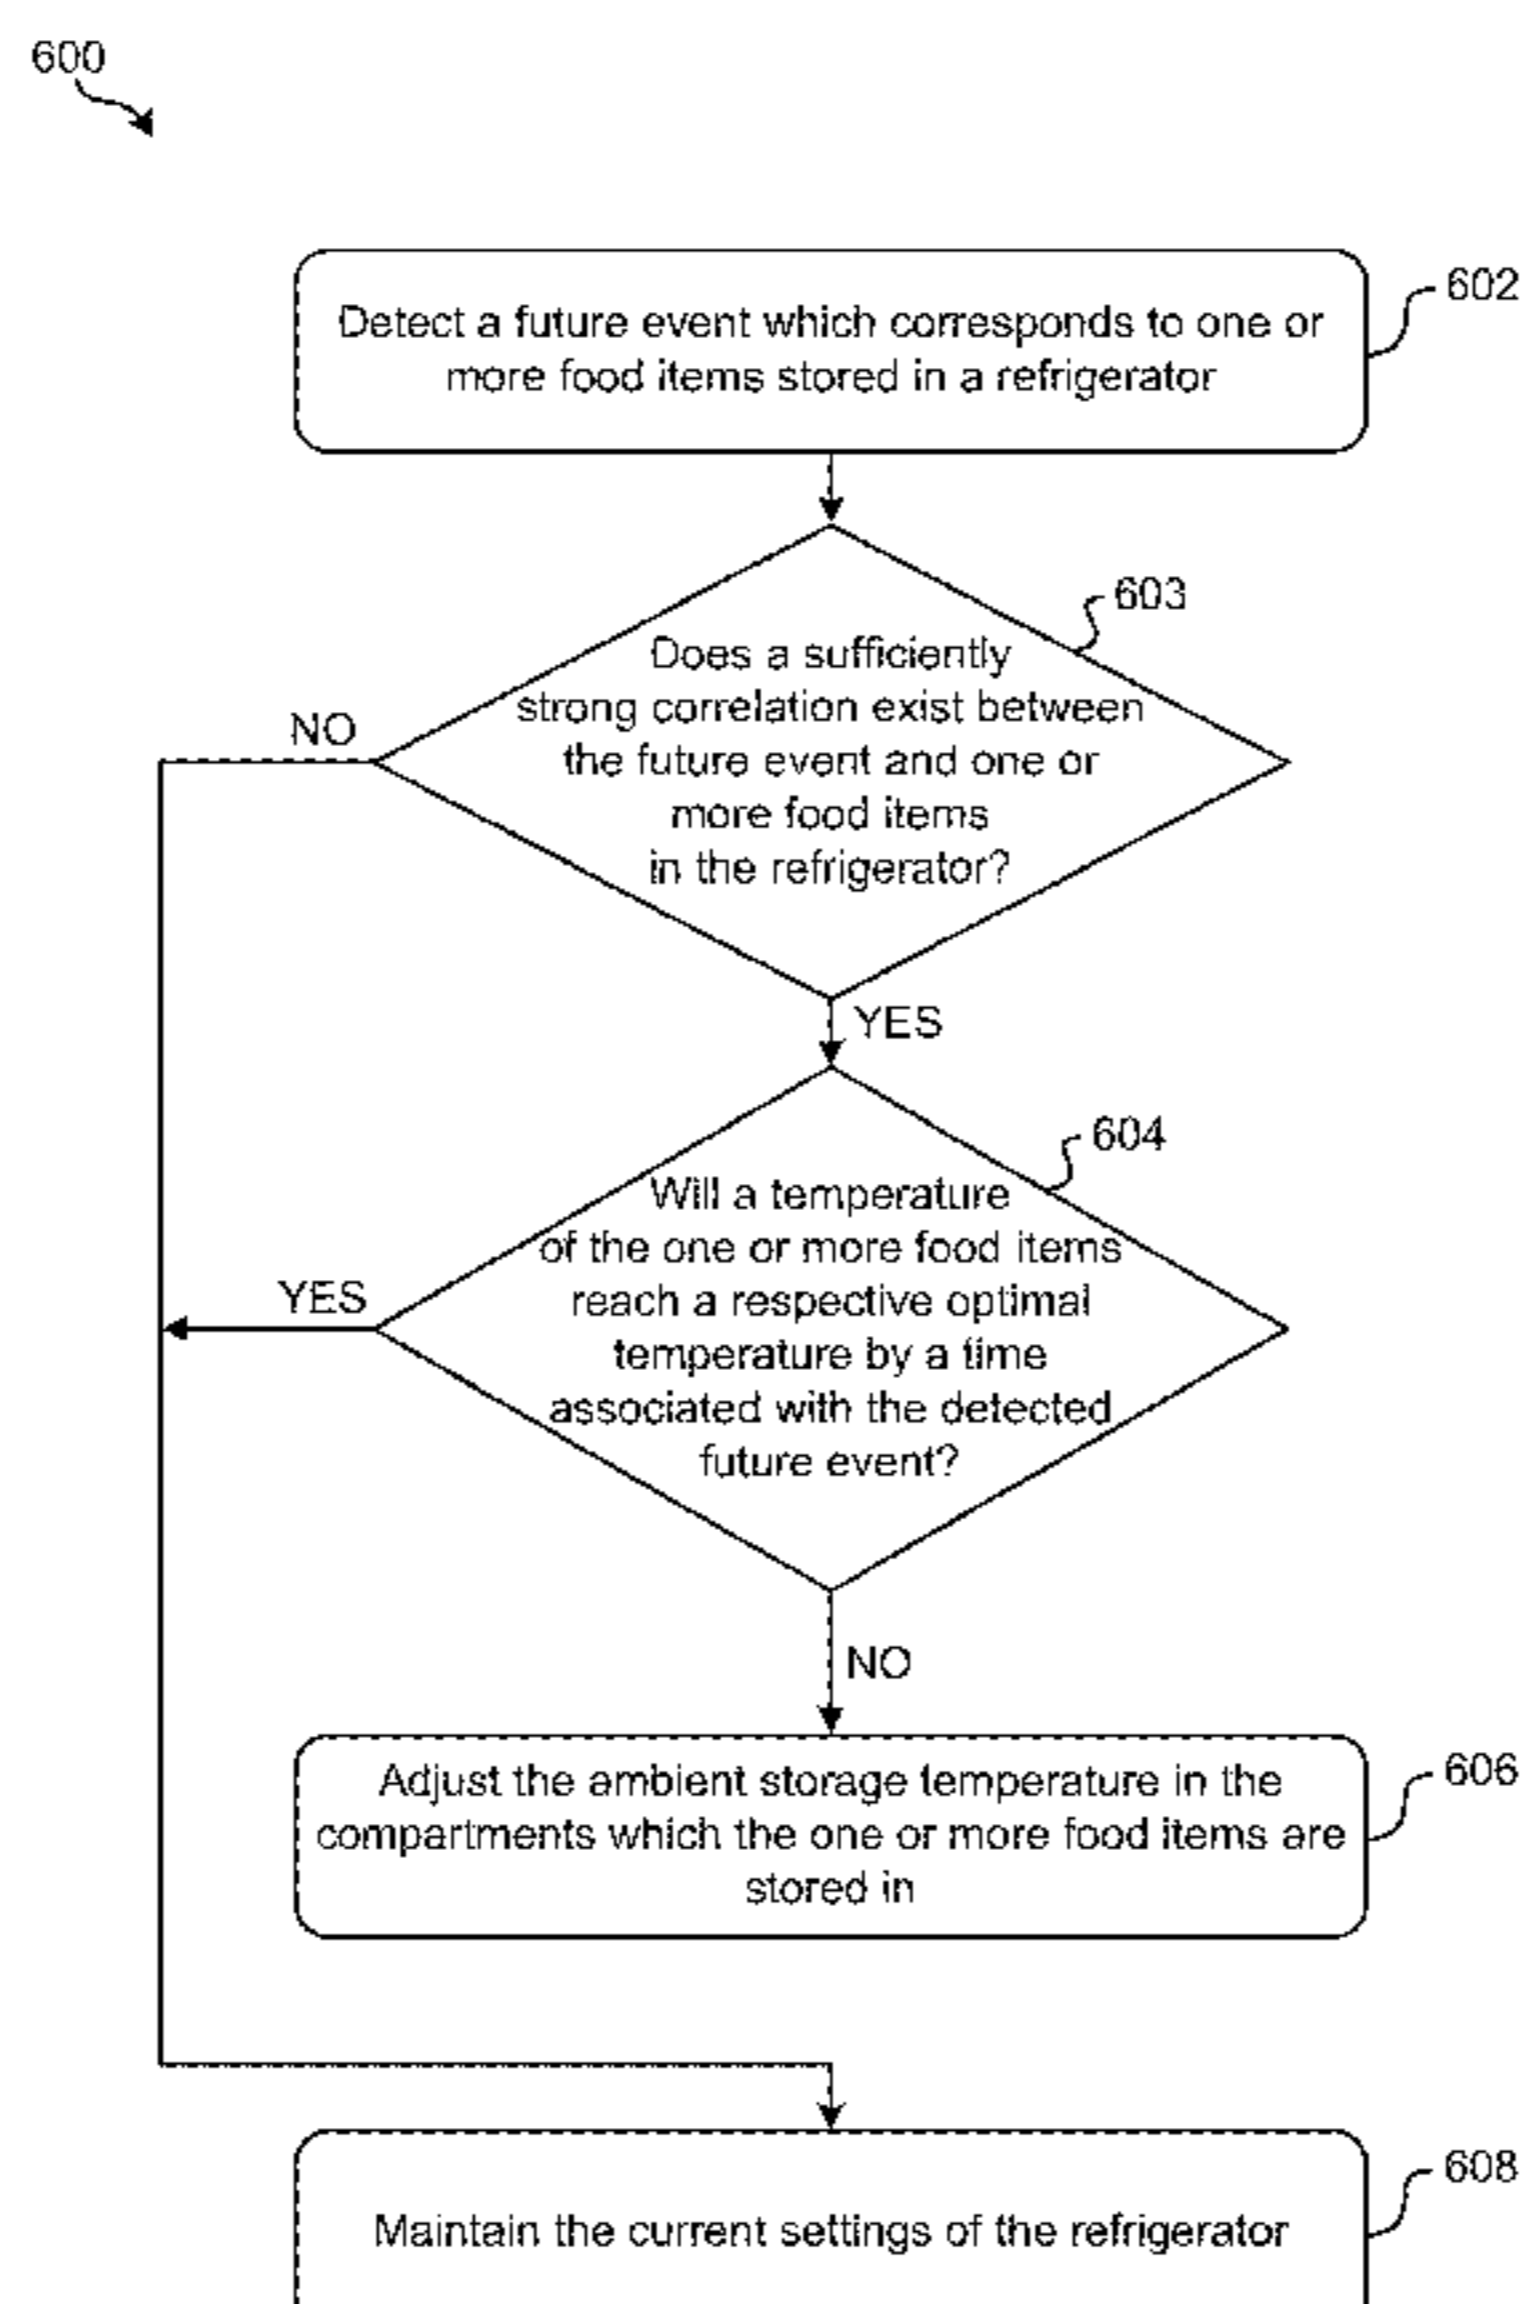 600
Detect a future event which corresponds to one or
more food items stored in a refrigerator
602
603
Does a sufficiently
strong correlation exist between
the future event and one or
more food items
in the refrigerator?
NO
YES
604
Will a temperature
of the one or more food items
reach a respective optimal
temperature by a time
associated with the detected
future event?
YES
NO
Adjust the ambient storage temperature in the
compartments which the one or more food items are
stored in
606
Maintain the current settings of the refrigerator
608